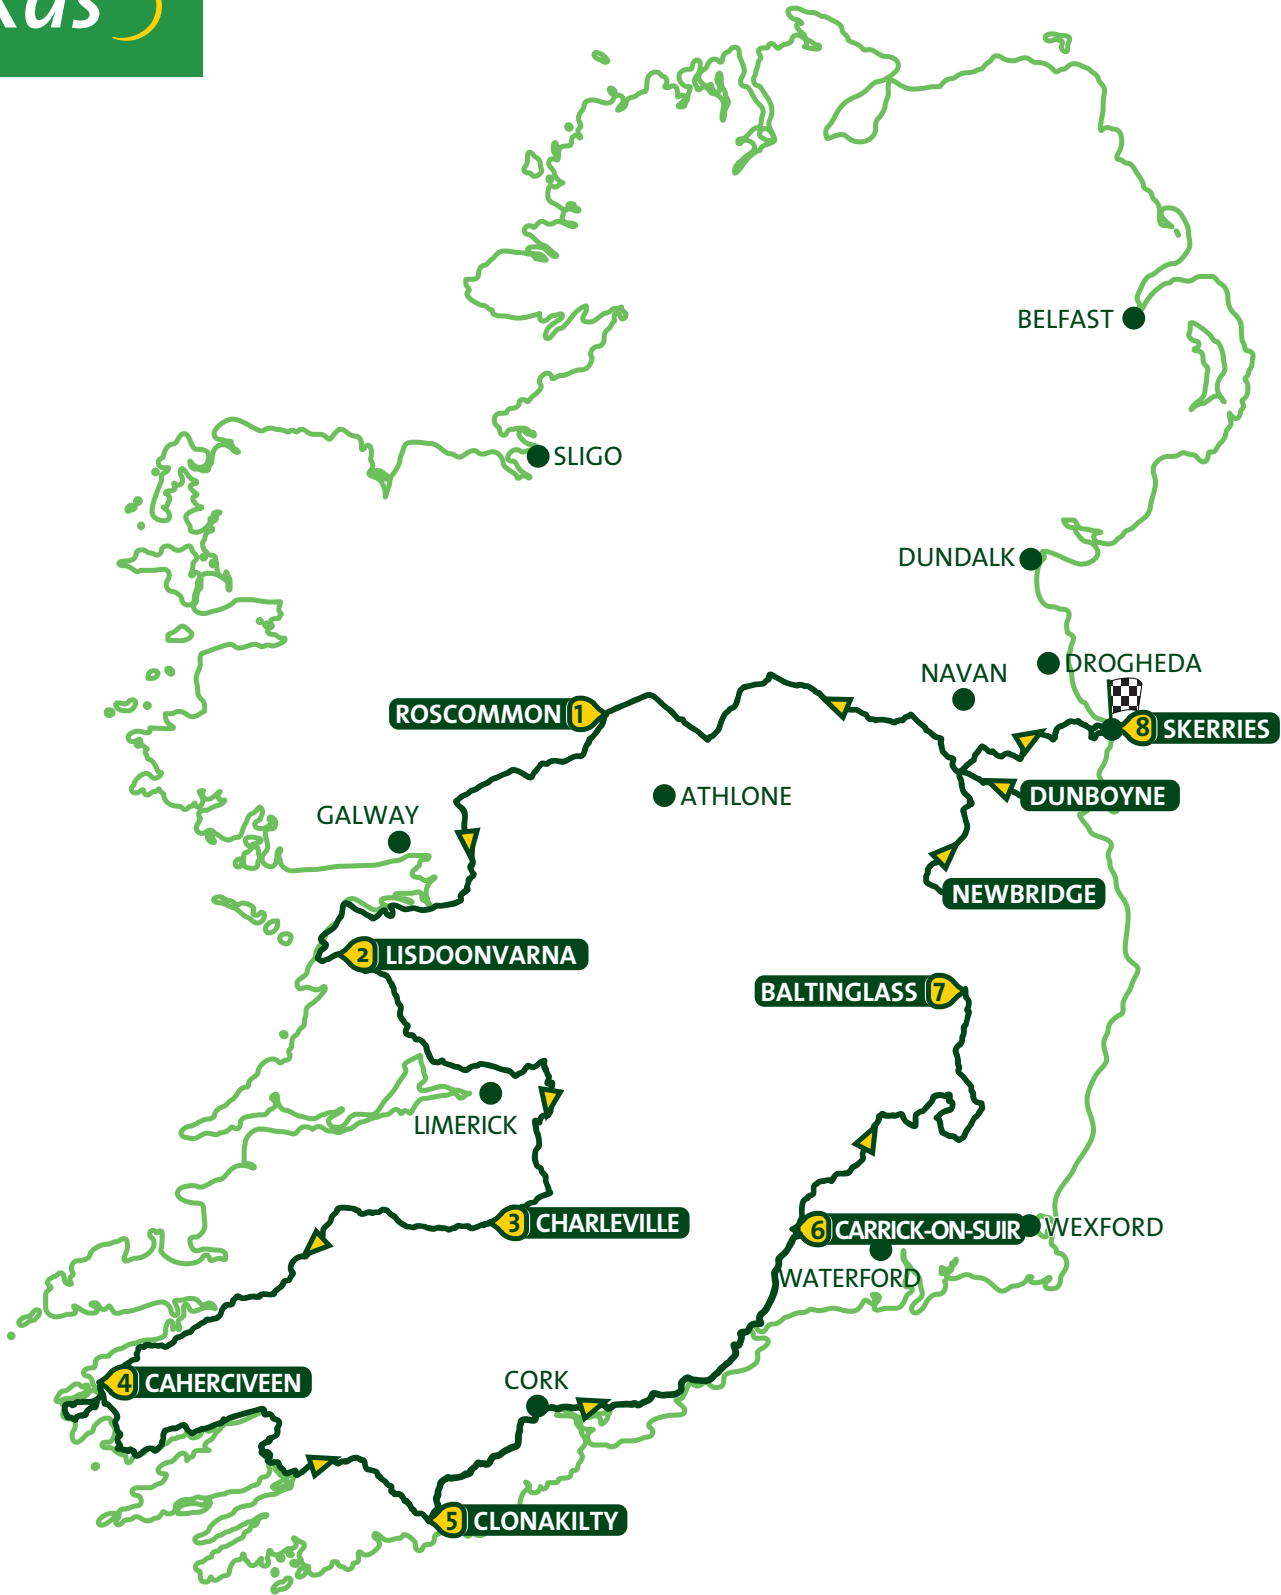 BELFAST
SLIGO
DUNDALK
DROGHEDA
NAVAN
ROSCOMMON 1
8 SKERRIES
ATHLONE
DUNBOYNE
GALWAY
NEWBRIDGE
2 LISDOONVARNA
BALTINGLASS 7
LIMERICK
3 CHARLEVILLE
6 CARRICK-ON-SUIR
WEXFORD
WATERFORD
4 CAHERCIVEEN
CORK
5 CLONAKILTY